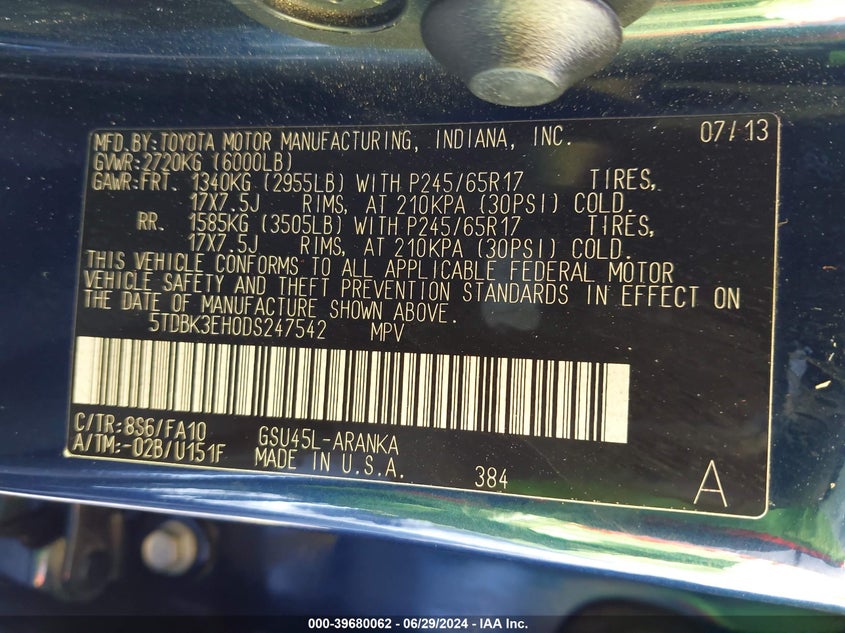 MFD. BY: TOYOTA MOTOR MANUFACTURING, INDIANA, INC. 07/13
GVWR: 2720KG (6000LB)
GAWR: FRT. 1340KG (2955LB) WITH P245/65R17 TIRES,
17X7.5J RIMS, AT 210KPA (30PSI) COLD.
RR. 1585KG (3505LB) WITH P245/65R17 TIRES,
17X7.5J RIMS, AT 210KPA (30PSI) COLD.
THIS VEHICLE CONFORMS TO ALL APPLICABLE FEDERAL MOTOR
VEHICLE SAFETY AND THEFT PREVENTION STANDARDS IN EFFECT ON
THE DATE OF MANUFACTURE SHOWN ABOVE.
5TDBK3EH0DS247542 MPV
C/TR: 8S6/FA10 GSU45L-ARANKA
A/TM: -02B/U151F MADE IN U.S.A. 384 A
000-39680062 - 06/29/2024 - IAA Inc.